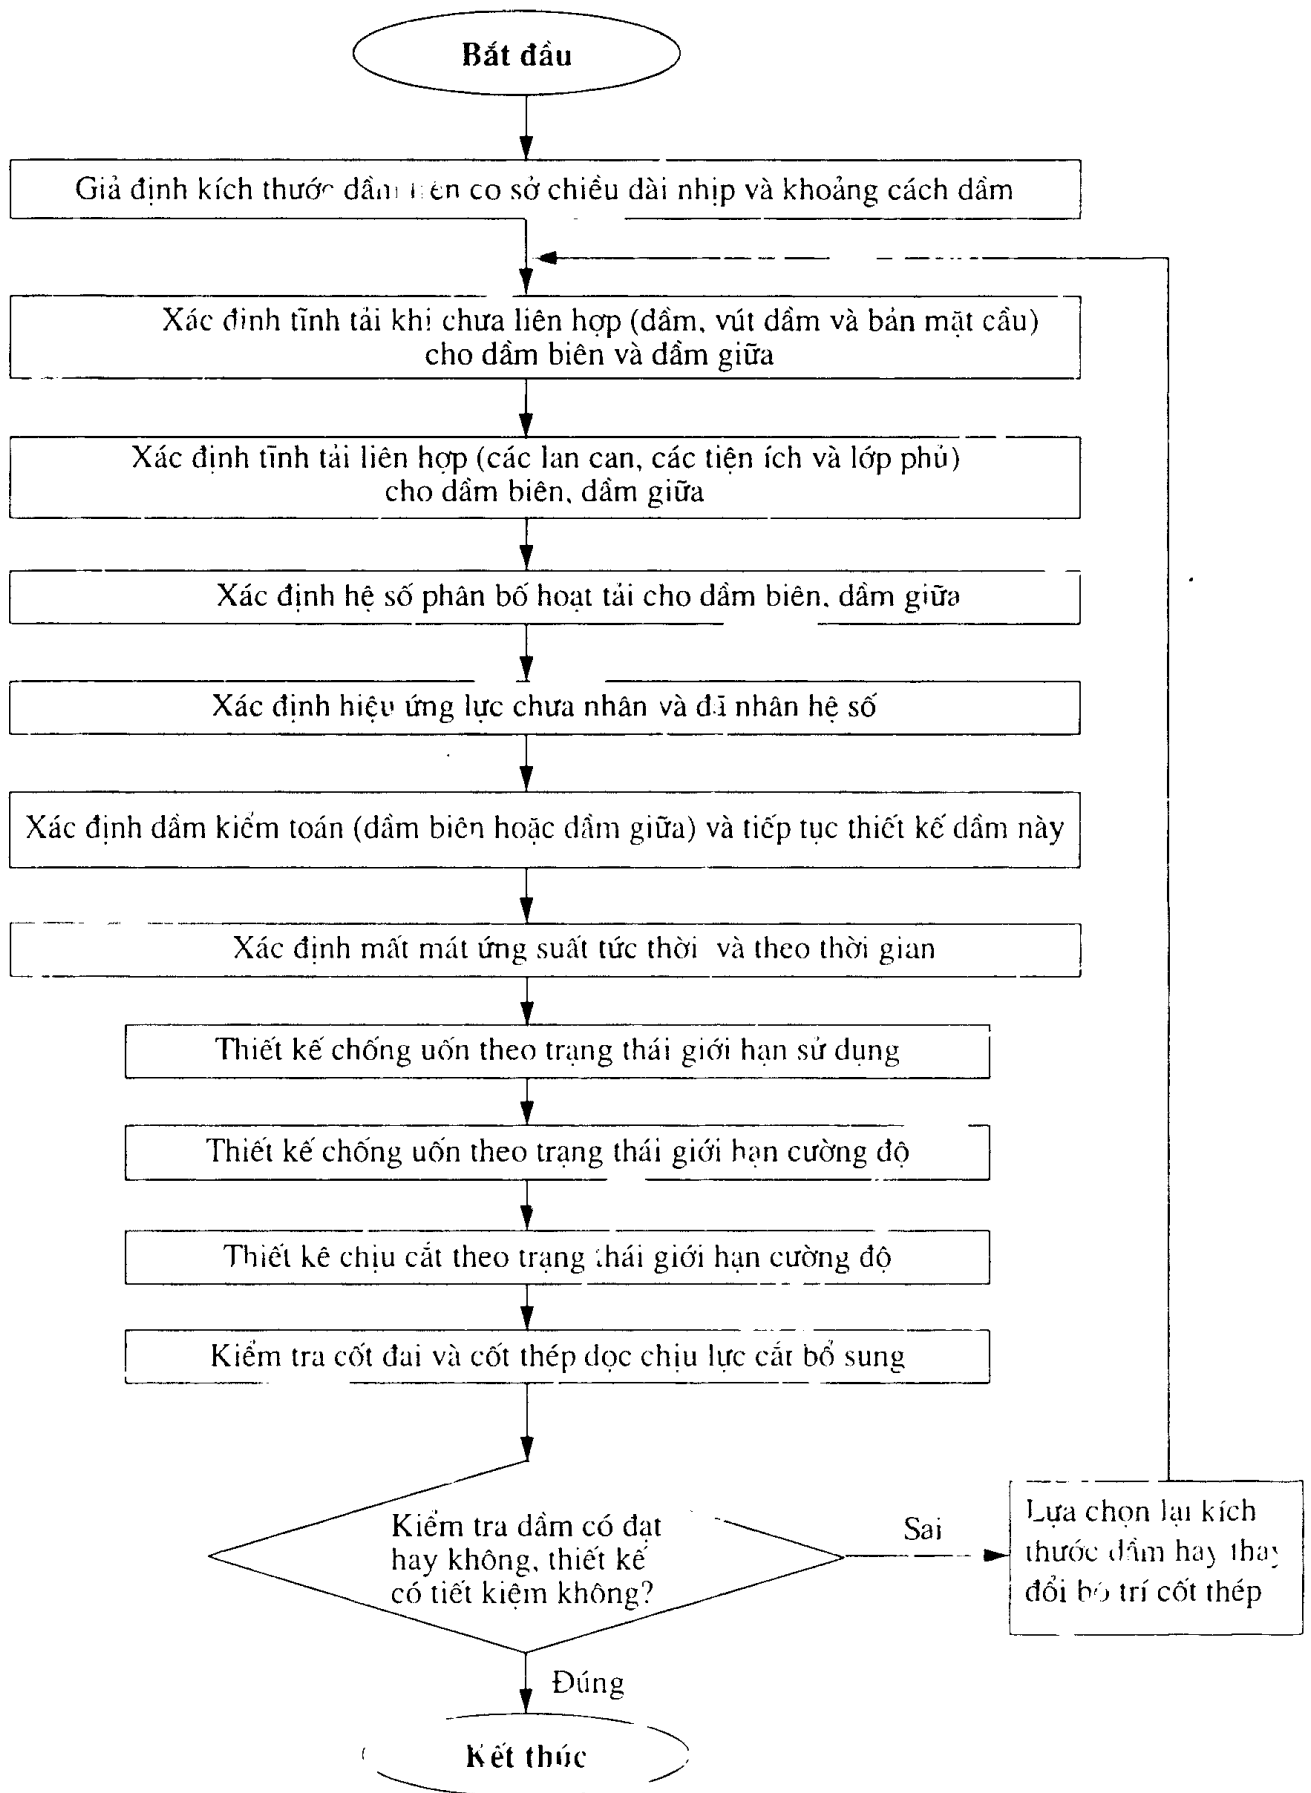 Bắt đầu
Giả định kích thước dầm trên cơ sở chiều dài nhịp và khoảng cách dầm
Xác định tĩnh tải khi chưa liên hợp (dầm, vút dầm và bản mặt cầu)
cho dầm biên và dầm giữa
Xác định tĩnh tải liên hợp (các lan can, các tiện ích và lớp phủ)
cho dầm biên, dầm giữa
Xác định hệ số phân bố hoạt tải cho dầm biên, dầm giữa
Xác định hiệu ứng lực chưa nhân và đã nhân hệ số
Xác định dầm kiểm toán (dầm biên hoặc dầm giữa) và tiếp tục thiết kế dầm này
Xác định mất mát ứng suất tức thời và theo thời gian
Thiết kế chống uốn theo trạng thái giới hạn sử dụng
Thiết kế chống uốn theo trạng thái giới hạn cường độ
Thiết kê chịu cắt theo trạng thái giới hạn cường độ
Kiểm tra cốt đai và cốt thép dọc chịu lực cắt bổ sung
Kiểm tra dầm có đạt
hay không, thiết kế
có tiết kiệm không?
Sai
Lựa chọn lại kích
thước dầm hay thay
đổi bố trí cốt thép
Đúng
Kết thúc